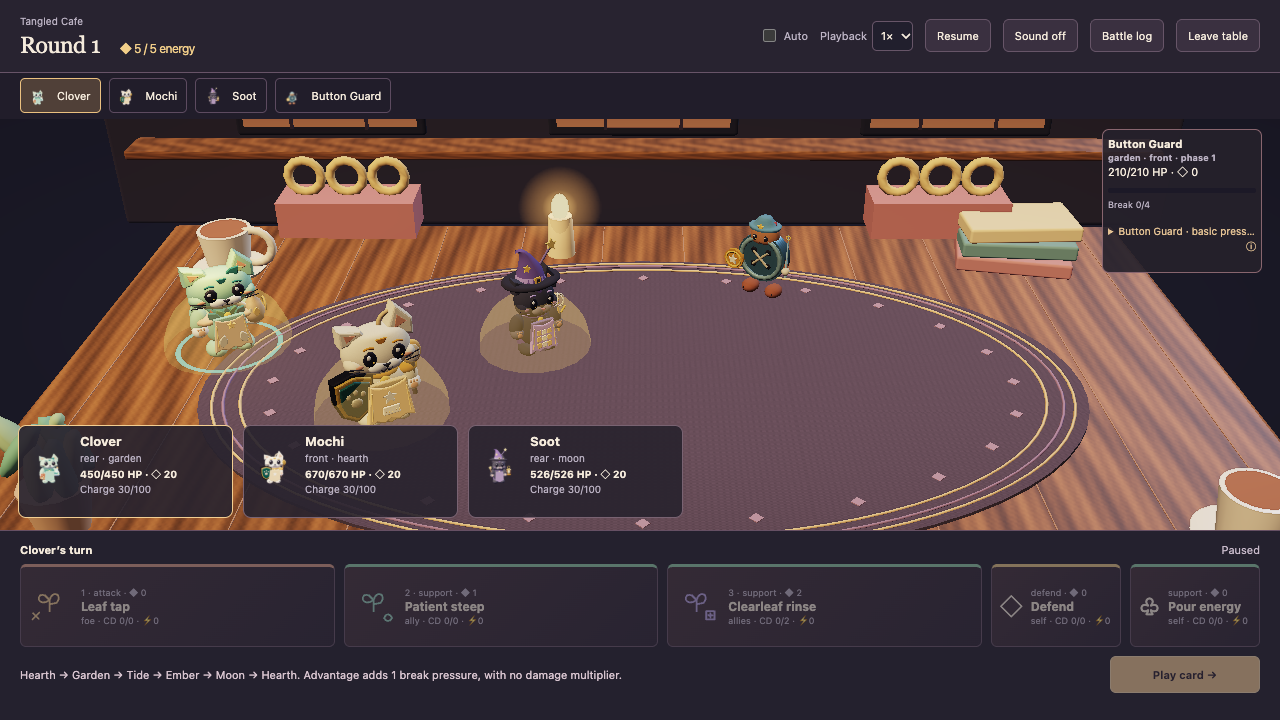 Tangled Cafe
Round 1
◆ 5 / 5 energy
Auto
Playback
1×
Resume
Sound off
Battle log
Leave table
Clover
Mochi
Soot
Button Guard
Button Guard
garden · front · phase 1
210/210 HP · ◇ 0
Break 0/4
▶ Button Guard · basic press…
ⓘ
Clover
rear · garden
450/450 HP · ◇ 20
Charge 30/100
Mochi
front · hearth
670/670 HP · ◇ 20
Charge 30/100
Soot
rear · moon
526/526 HP · ◇ 20
Charge 30/100
Clover's turn
Paused
1 · attack · ◆ 0
Leaf tap
foe · CD 0/0 · ⚡0
2 · support · ◆ 1
Patient steep
ally · CD 0/0 · ⚡0
3 · support · ◆ 2
Clearleaf rinse
allies · CD 0/2 · ⚡0
defend · ◆ 0
Defend
self · CD 0/0 · ⚡0
support · ◆ 0
Pour energy
self · CD 0/0 · ⚡0
Hearth → Garden → Tide → Ember → Moon → Hearth. Advantage adds 1 break pressure, with no damage multiplier.
Play card →